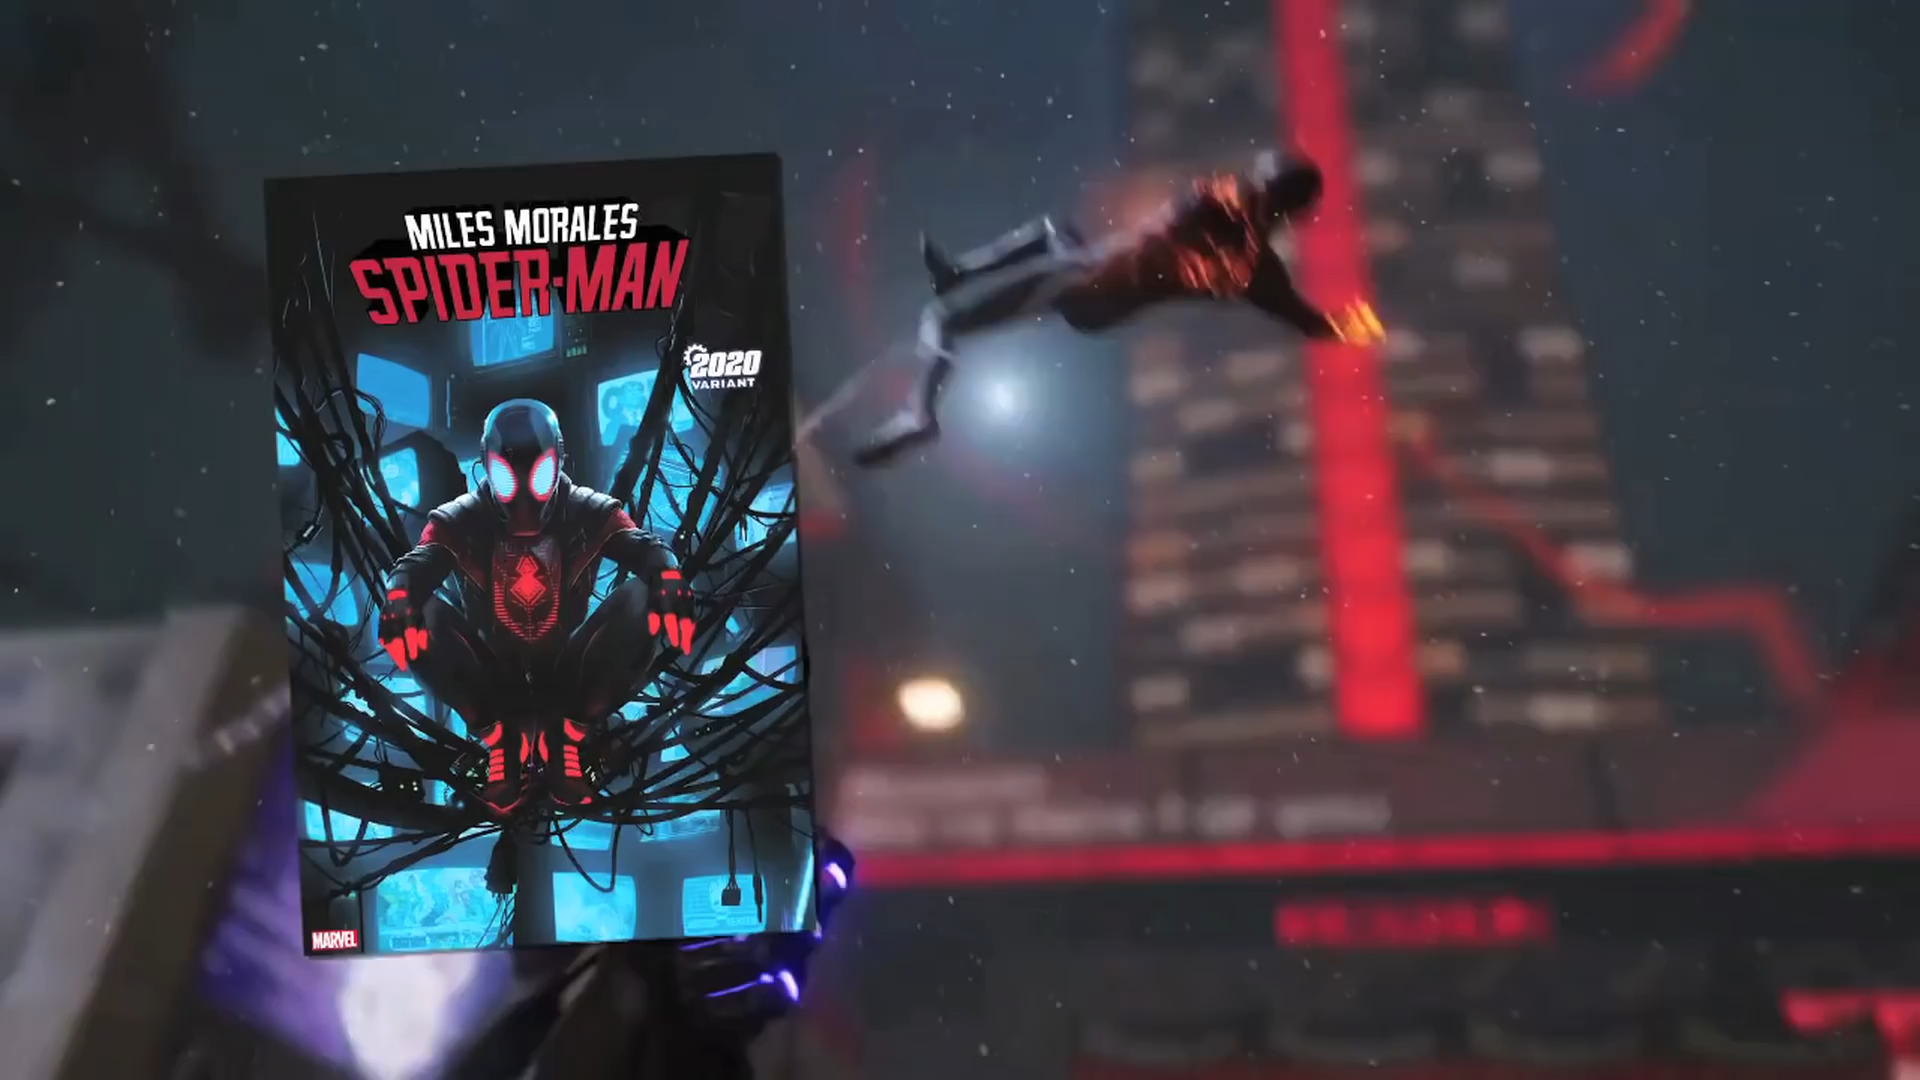 MILES MORALES
SPIDER-MAN
2020
VARIANT
MARVEL